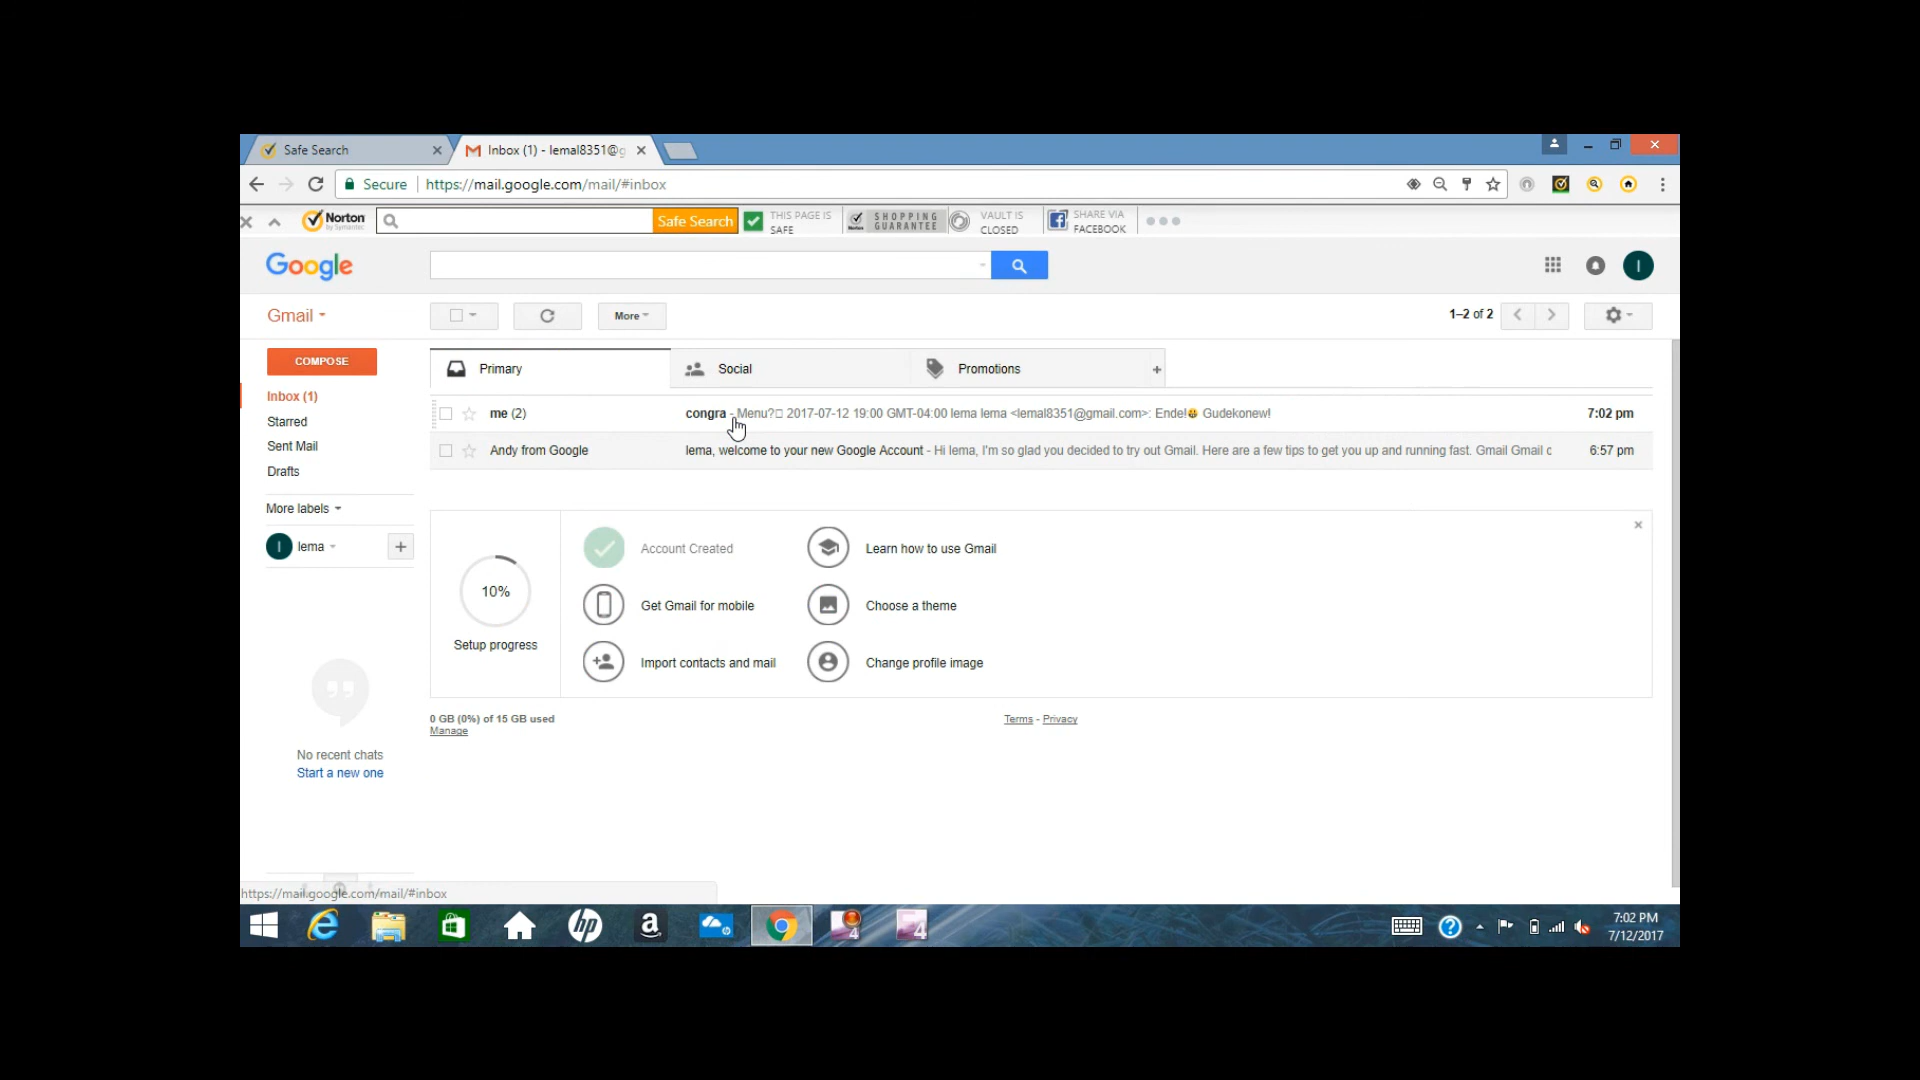 Safe Search
Inbox (1) - lemal8351@g
Secure
https://mail.google.com/mail/#inbox
Norton
by Symantec
Safe Search
THIS PAGE IS
SAFE
SHOPPING
GUARANTEE
VAULT IS
CLOSED
SHARE VIA
FACEBOOK
Google
Gmail
More
1–2 of 2
COMPOSE
Primary
Social
Promotions
Inbox (1)
me (2)
congra - Menu? 2017-07-12 19:00 GMT-04:00 lema lema <lemal8351@gmail.com>: Ende! Gudekonew!
7:02 pm
Starred
Sent Mail
Andy from Google
lema, welcome to your new Google Account - Hi lema, I'm so glad you decided to try out Gmail. Here are a few tips to get you up and running fast. Gmail Gmail c
6:57 pm
Drafts
More labels
lema
10%
Setup progress
Account Created
Learn how to use Gmail
Get Gmail for mobile
Choose a theme
Import contacts and mail
Change profile image
0 GB (0%) of 15 GB used
Manage
Terms - Privacy
No recent chats
Start a new one
https://mail.google.com/mail/#inbox
7:02 PM
7/12/2017